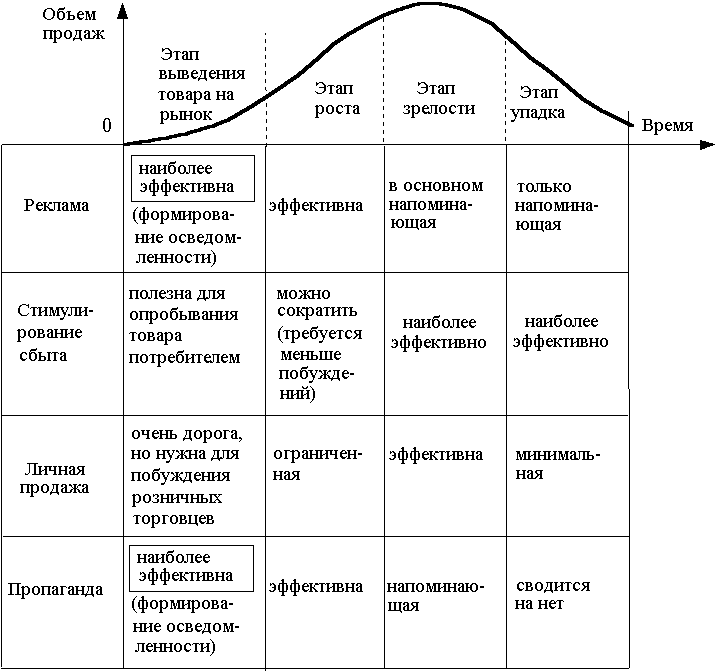 Объем
продаж
Этап
выведения
товара на
рынок
Этап
роста
Этап
зрелости
Этап
упадка
0
Время
Реклама
наиболее
эффективна
(формирова-
ние осведом-
ленности)
эффективна
в основном
напомина-
ющая
только
напомина-
ющая
Стимули-
рование
сбыта
полезна для
опробывания
товара
потребителем
можно
сократить
(требуется
меньше
побужде-
ний)
наиболее
эффективно
наиболее
эффективно
Личная
продажа
очень дорога,
но нужна для
побуждения
розничных
торговцев
ограничен-
ная
эффективна
минималь-
ная
Пропаганда
наиболее
эффективна
(формирова-
ние осведом-
ленности)
эффективна
напоминаю-
щая
сводится
на нет